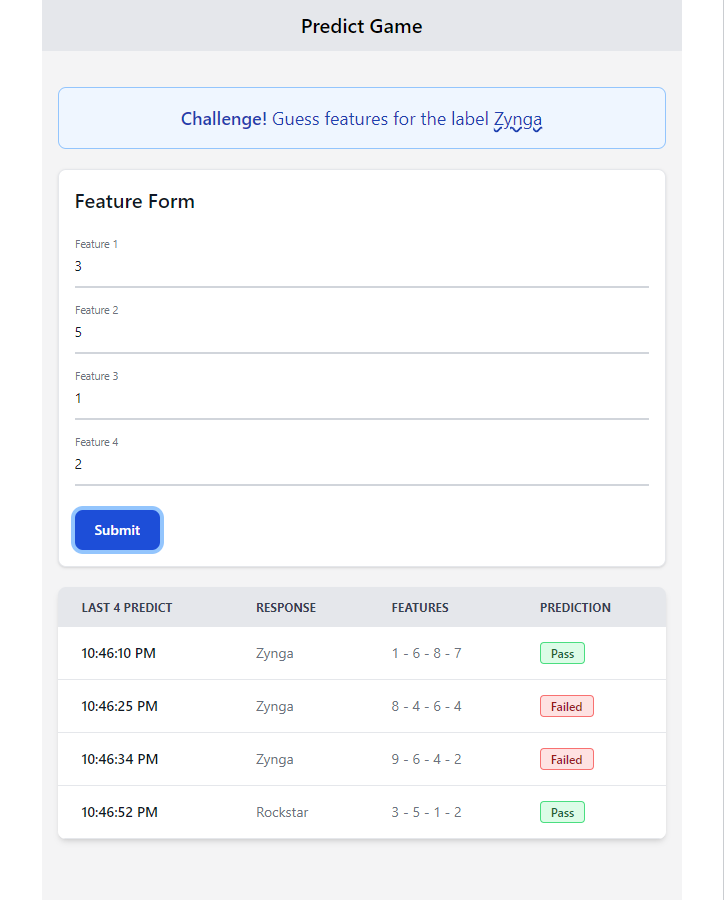 Predict Game
Challenge! Guess features for the label Zynga
Feature Form
Feature 1
3
Feature 2
5
Feature 3
1
Feature 4
2
Submit
LAST 4 PREDICT RESPONSE FEATURES PREDICTION
10:46:10 PM Zynga 1 - 6 - 8 - 7 Pass
10:46:25 PM Zynga 8 - 4 - 6 - 4 Failed
10:46:34 PM Zynga 9 - 6 - 4 - 2 Failed
10:46:52 PM Rockstar 3 - 5 - 1 - 2 Pass